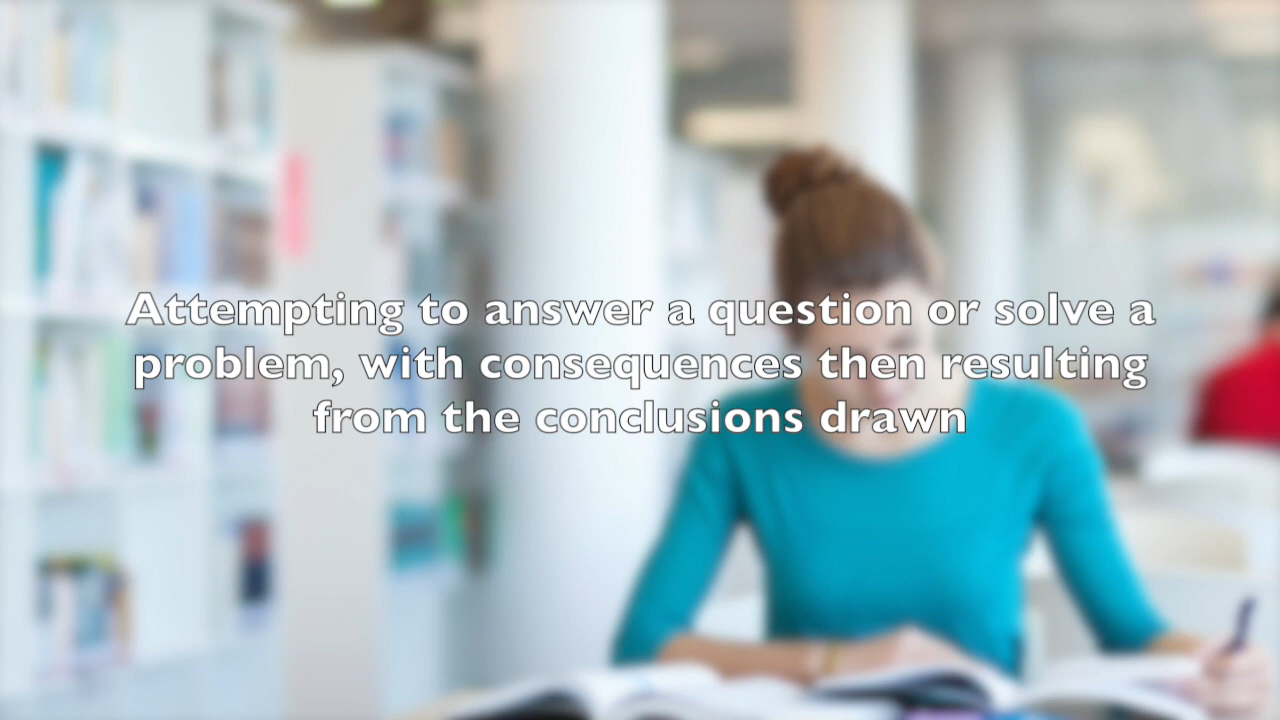 Attempting to answer a question or solve a
problem, with consequences then resulting
from the conclusions drawn